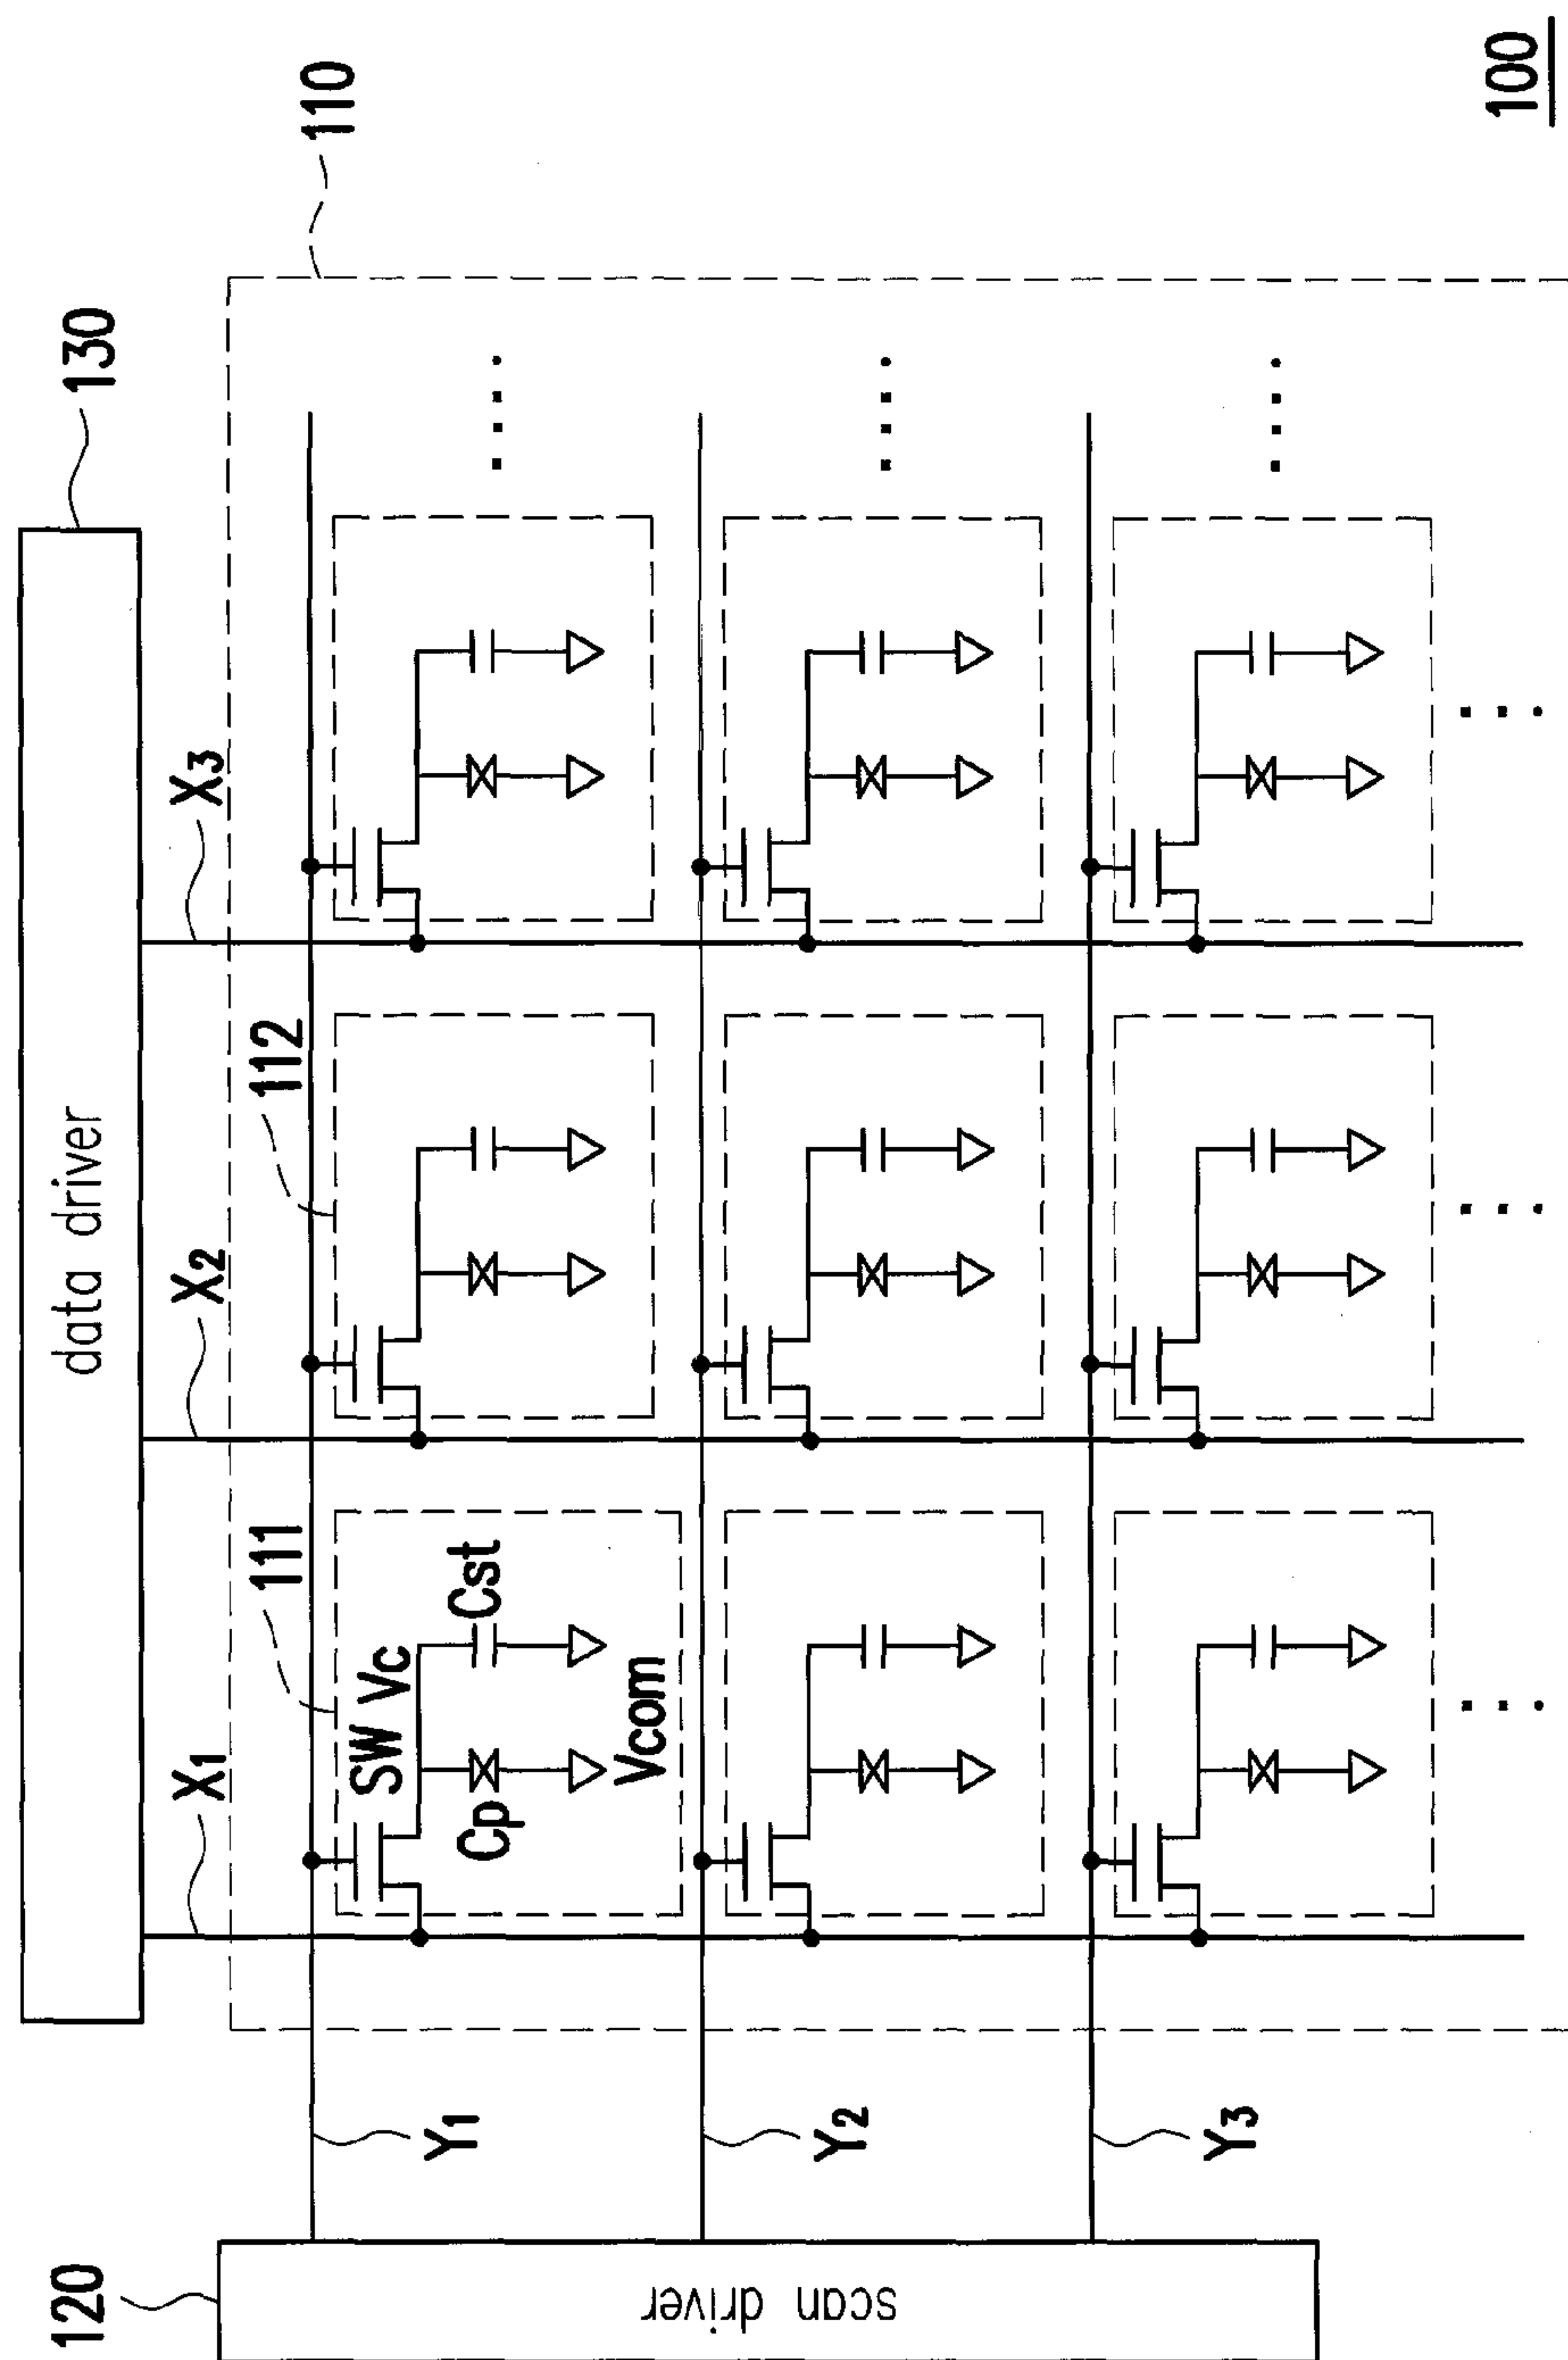 130
data driver
X1
X2
X3
110
120
scan driver
Y1
Y2
Y3
111
112
SW Vc
Cp
Cst
Vcom
100